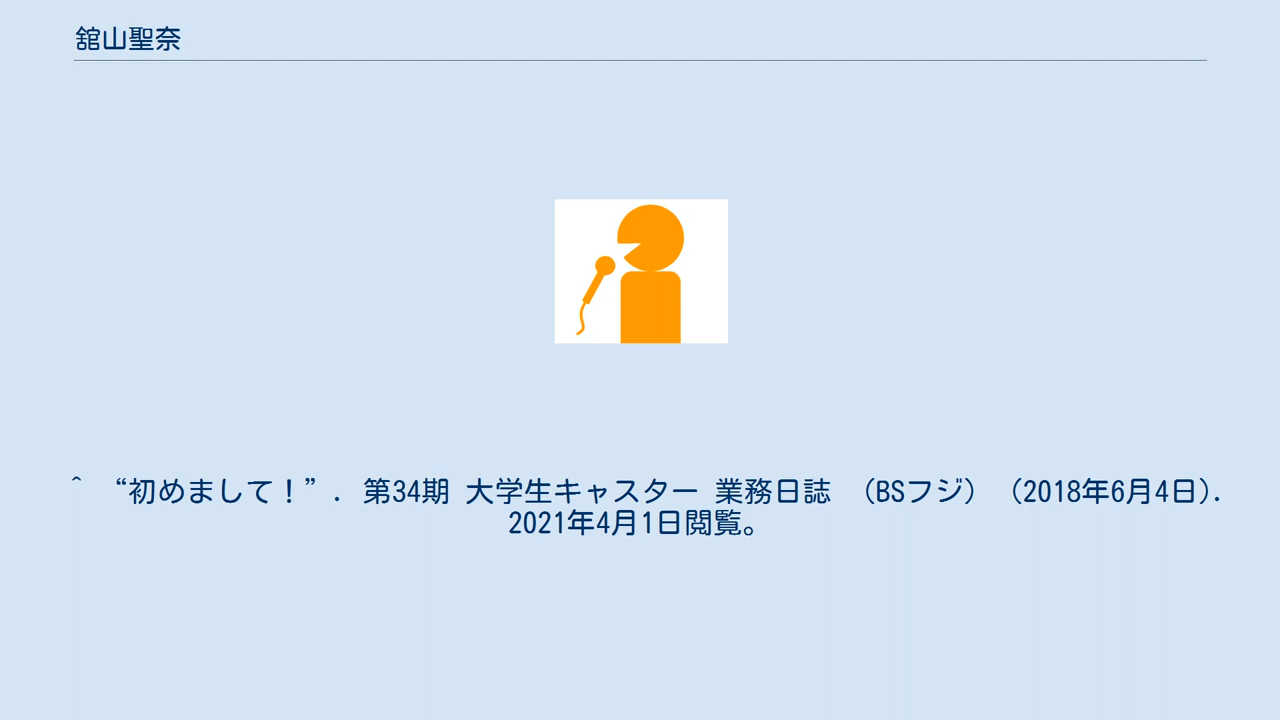 舘山聖奈
^ “初めまして！”. 第34期 大学生キャスター 業務日誌 （BSフジ） （2018年6月4日）.
2021年4月1日閲覧。